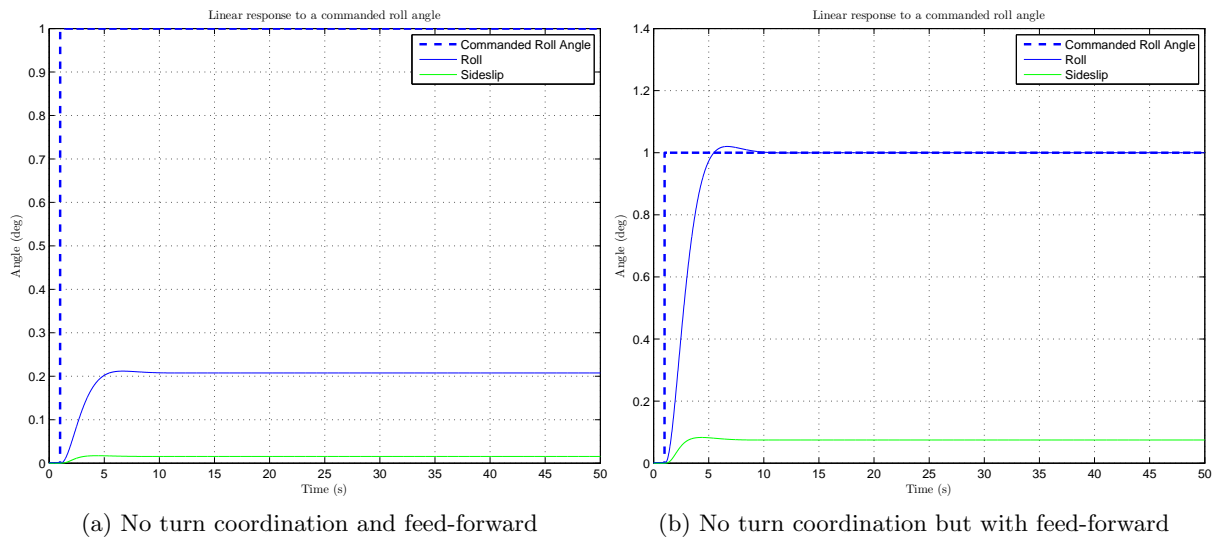 Linear response to a commanded roll angle
1
0.9
0.8
0.7
0.6
0.5
0.4
0.3
0.2
0.1
0
Angle (deg)
Commanded Roll Angle
Roll
Sideslip
0 5 10 15 20 25 30 35 40 45 50
Time (s)
(a) No turn coordination and feed-forward
Linear response to a commanded roll angle
1.4
1.2
1
0.8
0.6
0.4
0.2
0
Angle (deg)
Commanded Roll Angle
Roll
Sideslip
0 5 10 15 20 25 30 35 40 45 50
Time (s)
(b) No turn coordination but with feed-forward